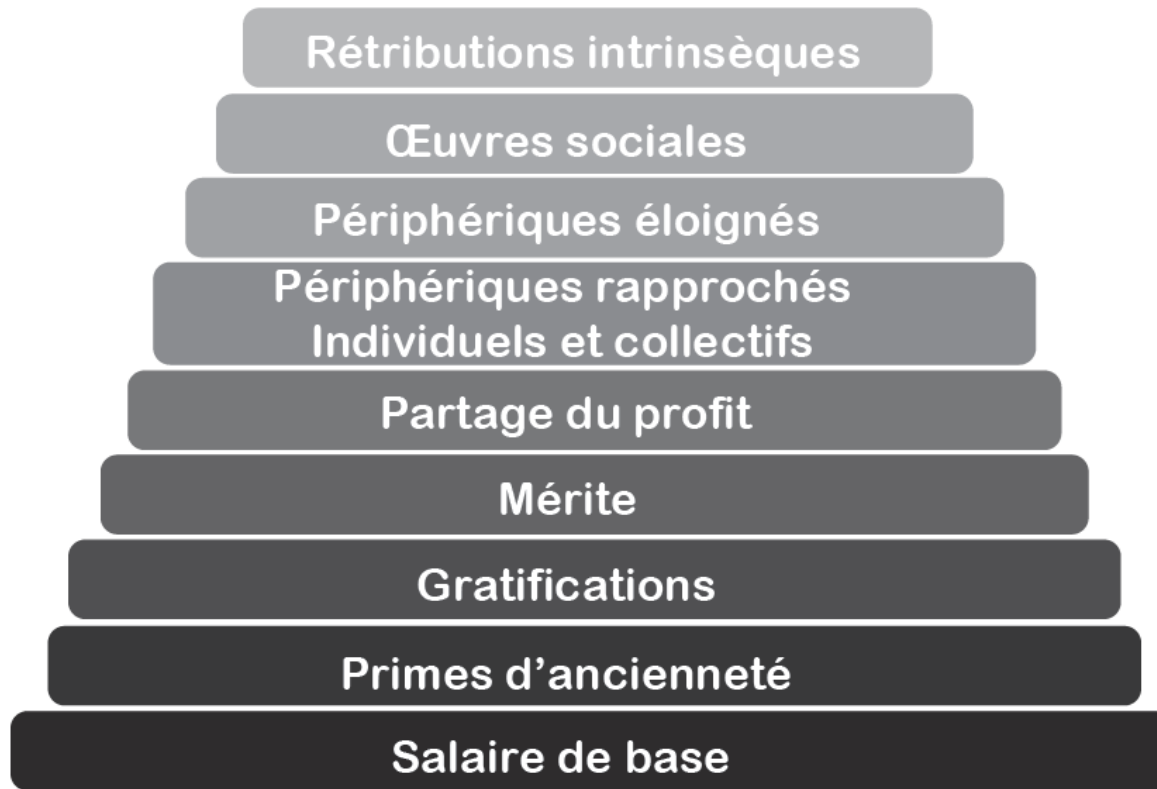 Rétributions intrinsèques
Œuvres sociales
Périphériques éloignés
Périphériques rapprochés
Individuels et collectifs
Partage du profit
Mérite
Gratifications
Primes d’ancienneté
Salaire de base